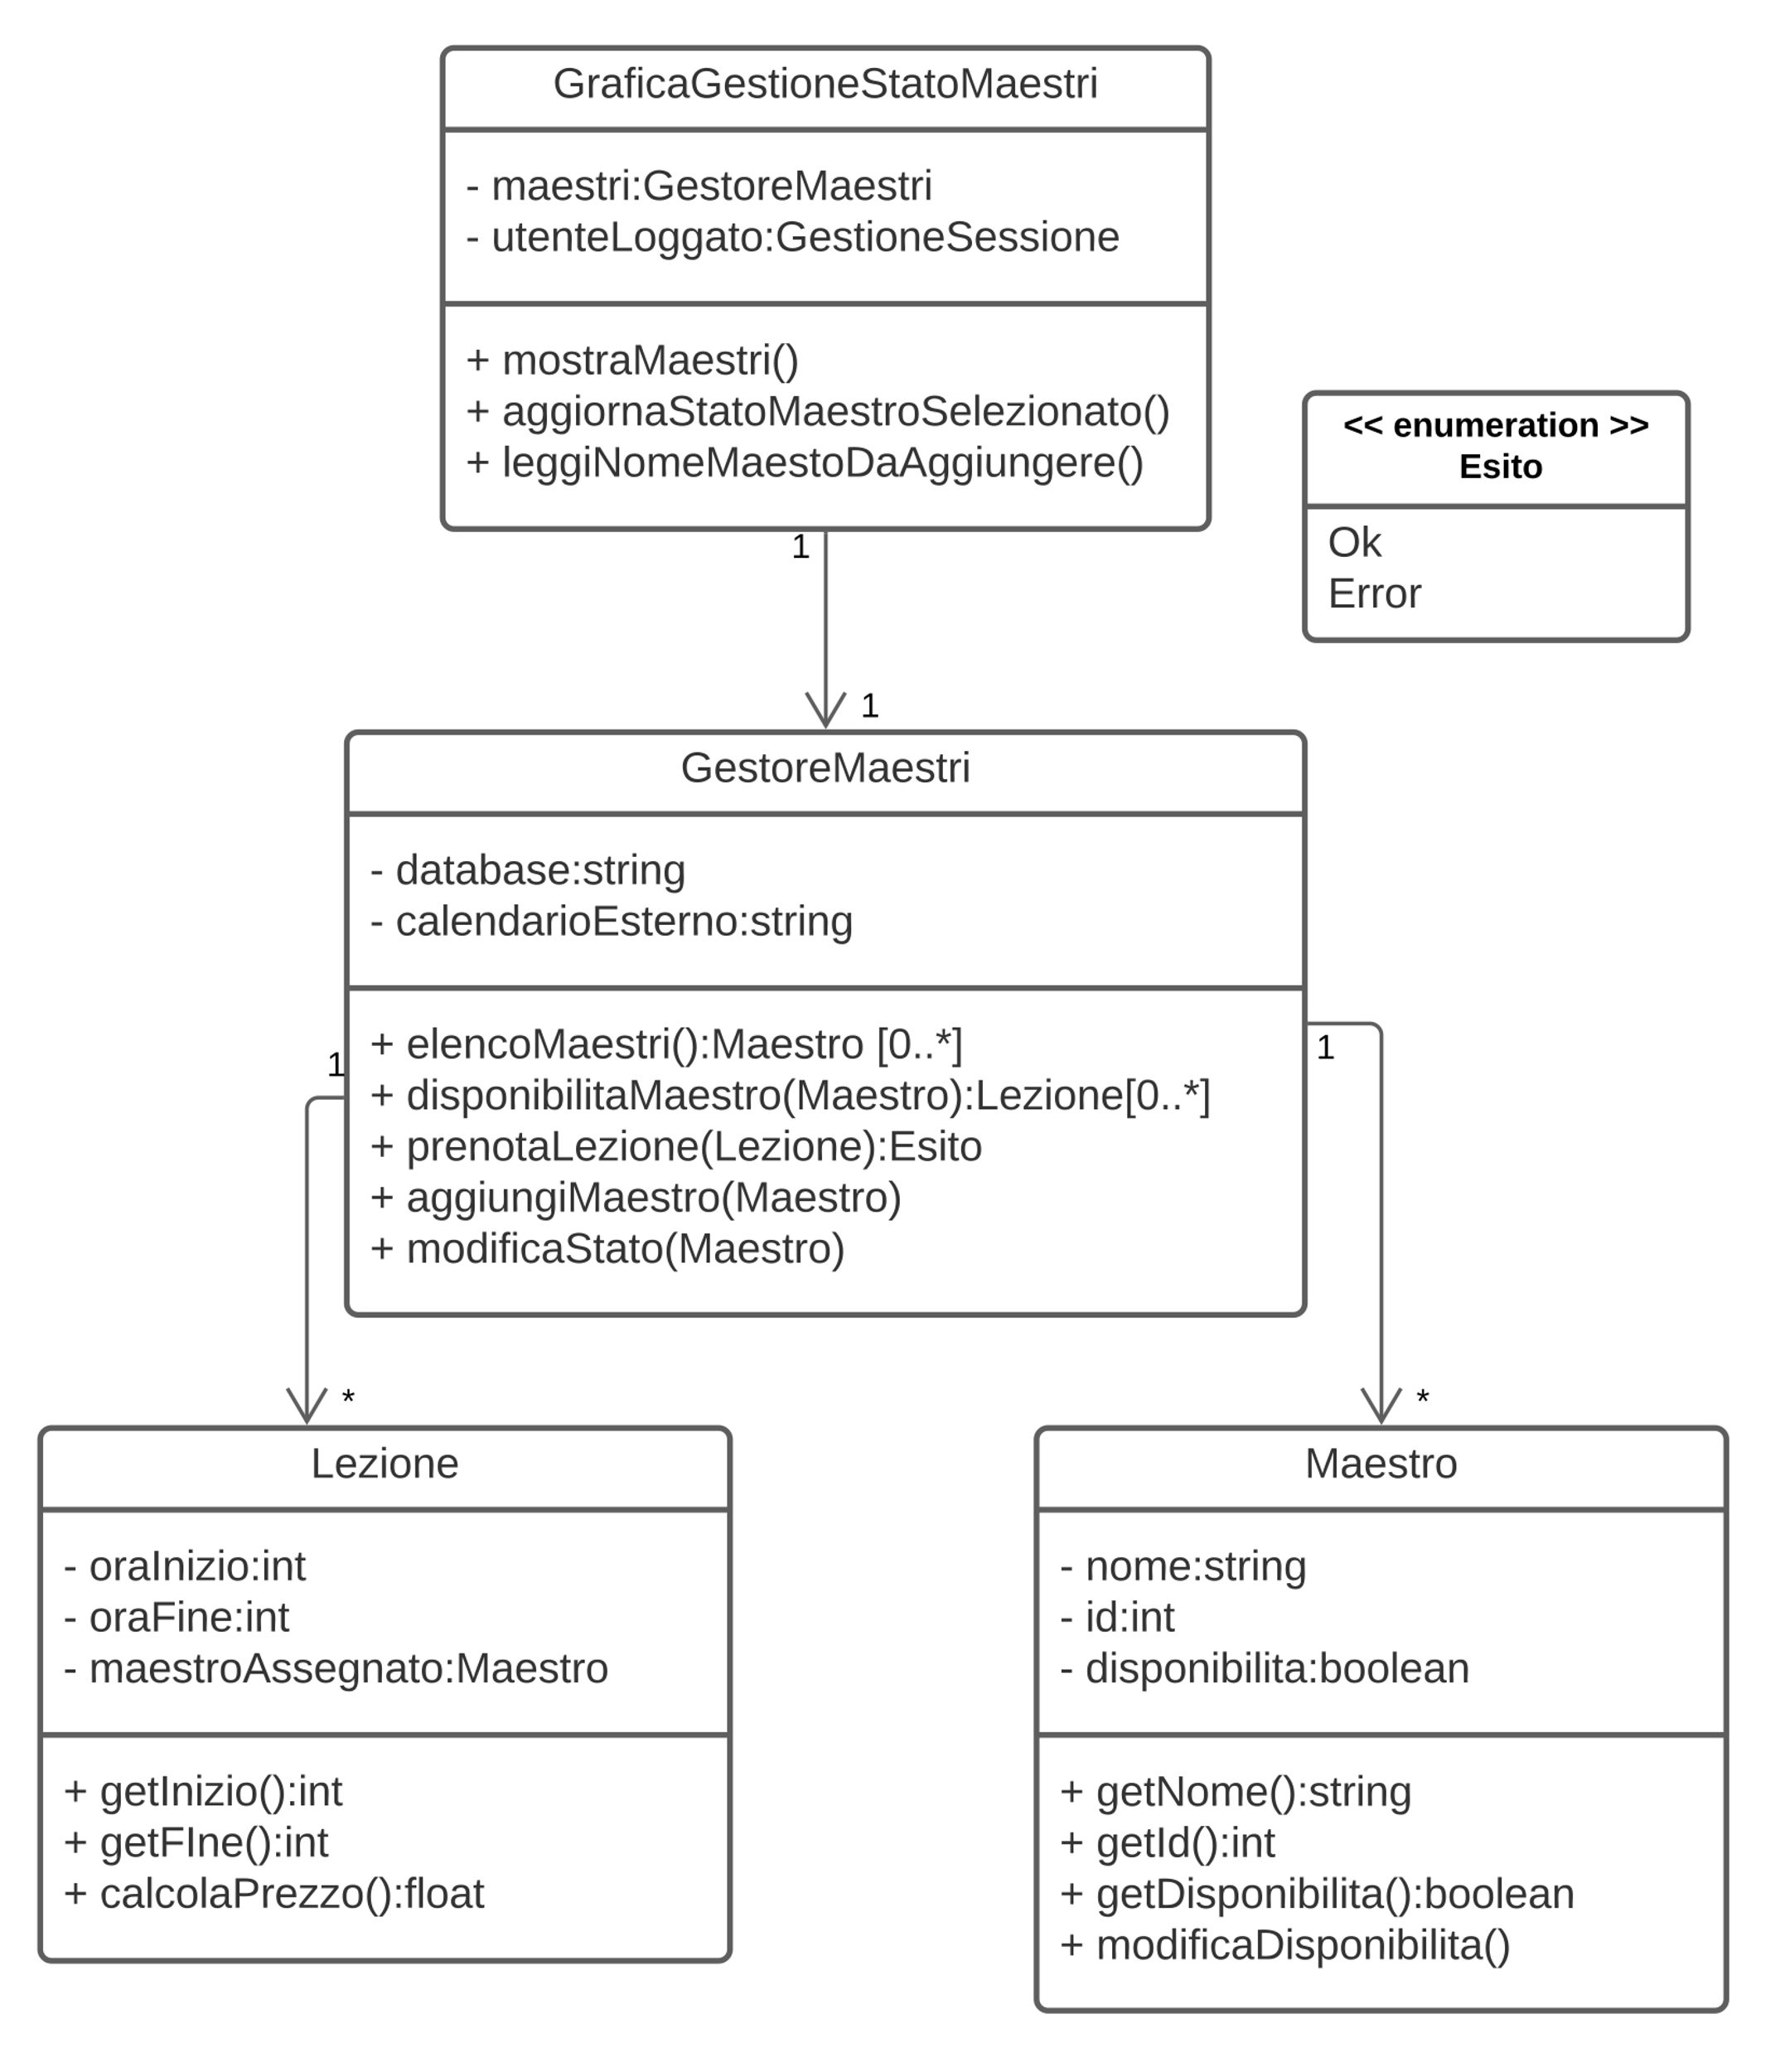 GraficaGestioneStatoMaestri
- maestri:GestoreMaestri
- utenteLoggato:GestioneSessione
+ mostraMaestri()
+ aggiornaStatoMaestroSelezionato()
+ leggiNomeMaestoDaAggiungere()
<< enumeration >>
Esito
Ok
Error
1
1
GestoreMaestri
- database:string
- calendarioEsterno:string
+ elencoMaestri():Maestro [0..*]
+ disponibilitaMaestro(Maestro):Lezione[0..*]
+ prenotaLezione(Lezione):Esito
+ aggiungiMaestro(Maestro)
+ modificaStato(Maestro)
1
1
*
*
Lezione
- oraInizio:int
- oraFine:int
- maestroAssegnato:Maestro
+ getInizio():int
+ getFIne():int
+ calcolaPrezzo():float
Maestro
- nome:string
- id:int
- disponibilita:boolean
+ getNome():string
+ getId():int
+ getDisponibilita():boolean
+ modificaDisponibilita()